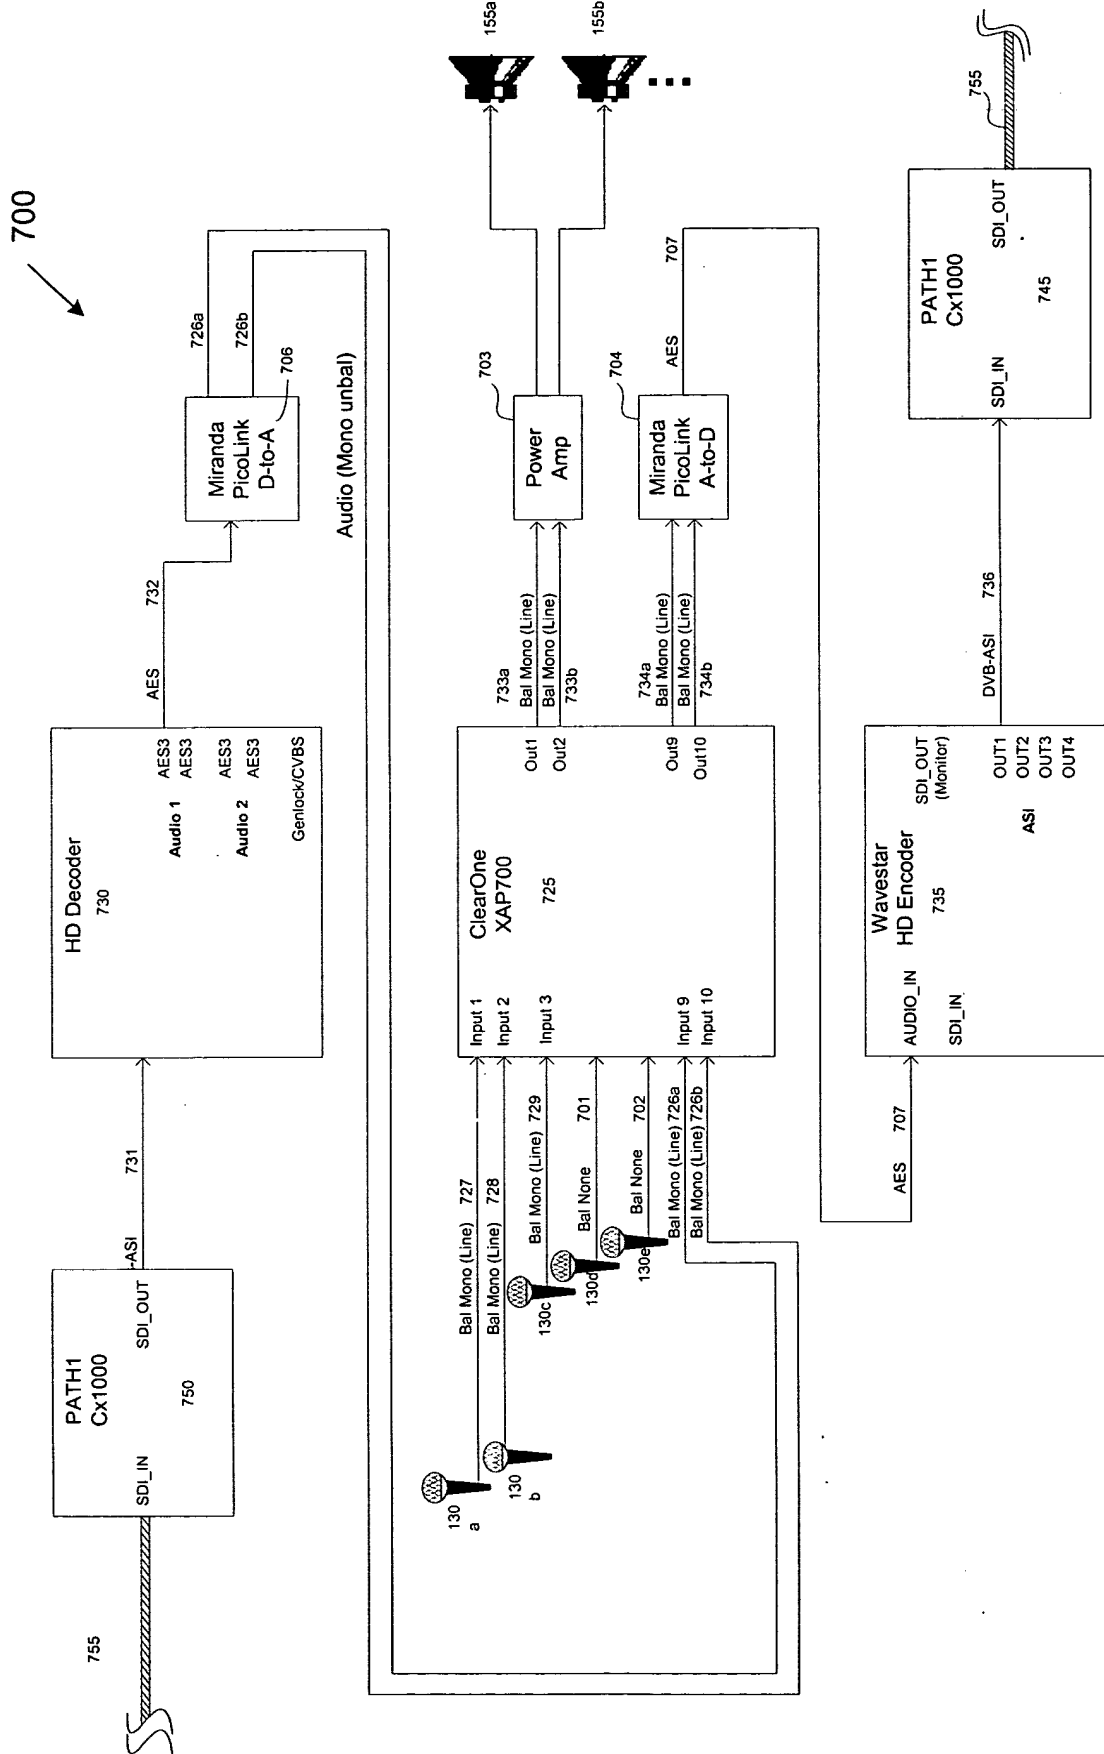 700
755
PATH1
Cx1000
SDI_IN
SDI_OUT
750
-ASI
731
HD Decoder
730
Audio 1
AES3
AES3
Audio 2
AES3
AES3
Genlock/CVBS
AES
732
Miranda
PicoLink
D-to-A
706
726a
726b
Audio (Mono unbal)
130
a
130
b
130c
130d
130e
Bal Mono (Line) 727
Bal Mono (Line) 728
Bal Mono (Line) 729
Bal None 701
Bal None 702
Bal Mono (Line) 726a
Bal Mono (Line) 726b
Input 1
Input 2
Input 3
Input 9
Input 10
ClearOne
XAP700
725
Out1
Out2
Out9
Out10
733a
Bal Mono (Line)
Bal Mono (Line)
733b
734a
Bal Mono (Line)
Bal Mono (Line)
734b
703
Power
Amp
155a
155b
704
Miranda
PicoLink
A-to-D
AES
707
AES
707
Wavestar
HD Encoder
735
AUDIO_IN
SDI_IN
SDI_OUT
(Monitor)
ASI
OUT1
OUT2
OUT3
OUT4
DVB-ASI
736
PATH1
Cx1000
SDI_IN
SDI_OUT
745
755